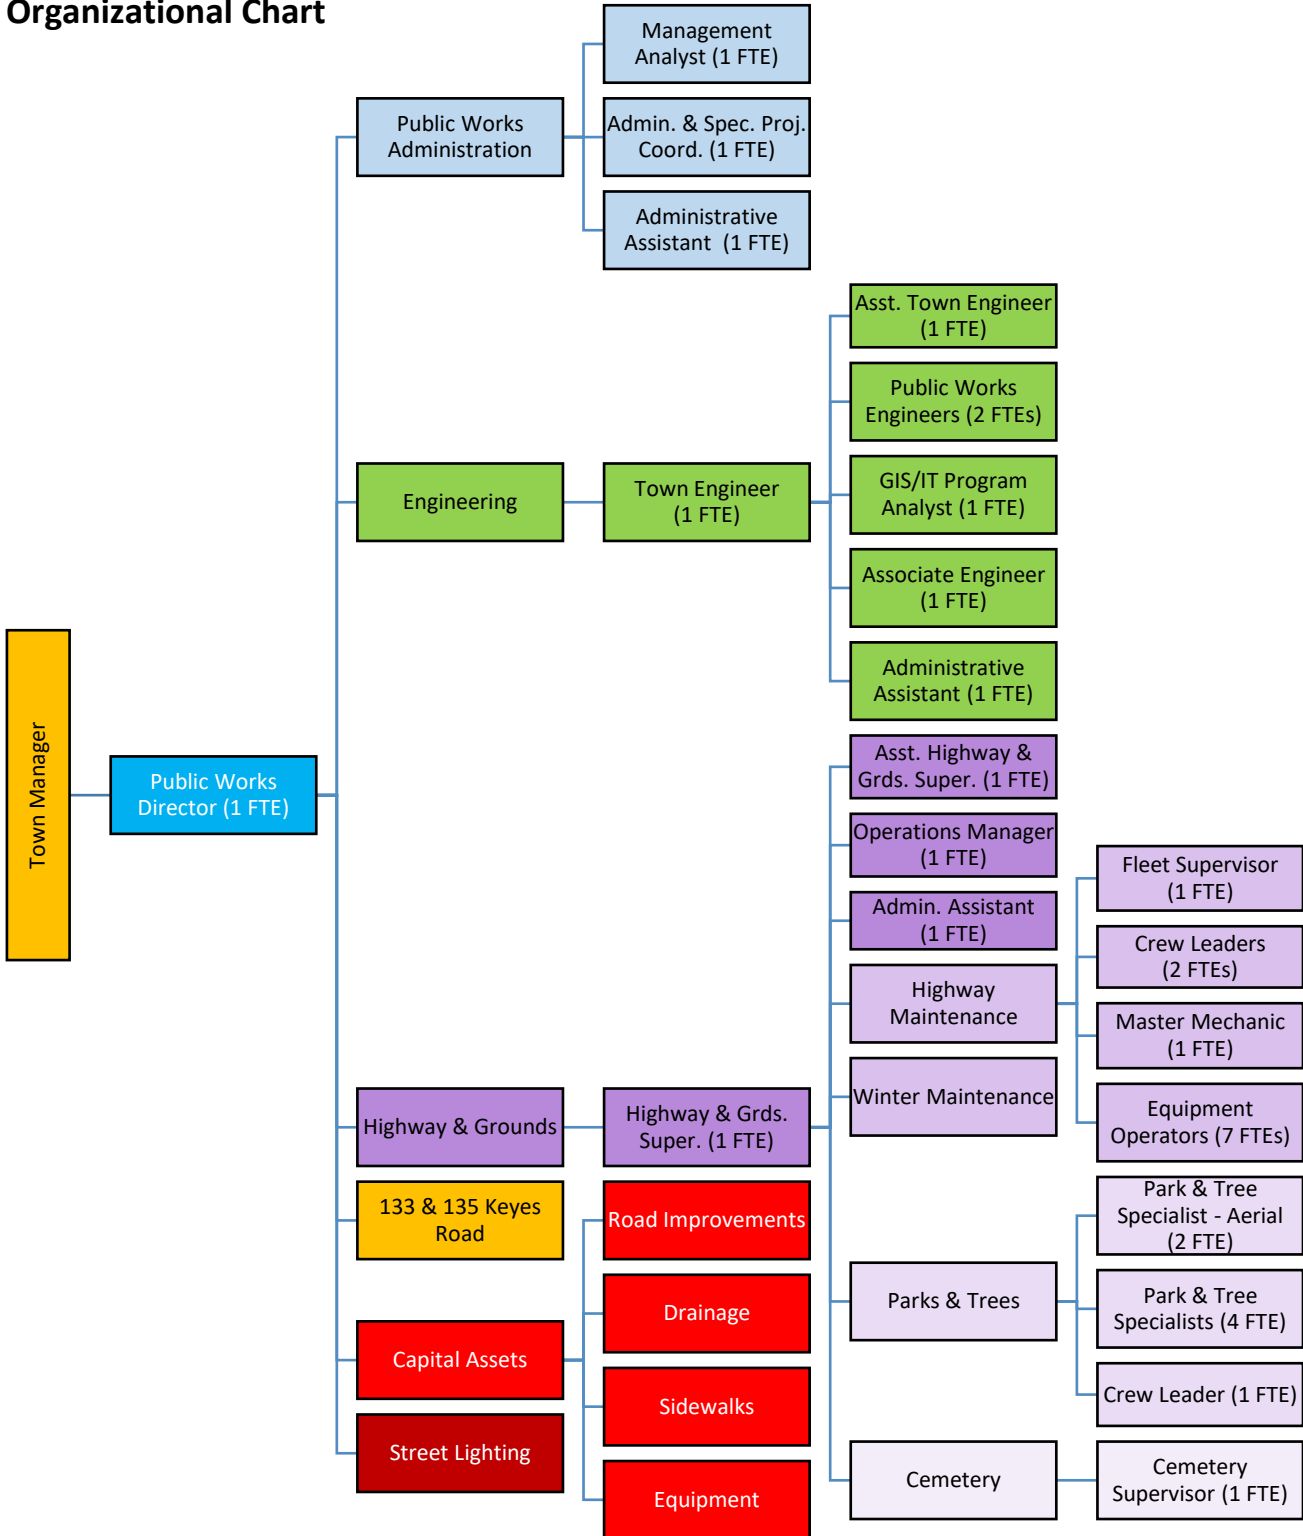 Organizational Chart
Town Manager
Public Works
Director (1 FTE)
Public Works
Administration
Management
Analyst (1 FTE)
Admin. & Spec. Proj.
Coord. (1 FTE)
Administrative
Assistant  (1 FTE)
Engineering
Town Engineer
(1 FTE)
Asst. Town Engineer
(1 FTE)
Public Works
Engineers (2 FTEs)
GIS/IT Program
Analyst (1 FTE)
Associate Engineer
(1 FTE)
Administrative
Assistant (1 FTE)
Highway & Grounds
Highway & Grds.
Super. (1 FTE)
Asst. Highway &
Grds. Super. (1 FTE)
Operations Manager
(1 FTE)
Admin. Assistant
(1 FTE)
Highway
Maintenance
Fleet Supervisor
(1 FTE)
Crew Leaders
(2 FTEs)
Master Mechanic
(1 FTE)
Equipment
Operators (7 FTEs)
Winter Maintenance
Parks & Trees
Park & Tree
Specialist - Aerial
(2 FTE)
Park & Tree
Specialists (4 FTE)
Crew Leader (1 FTE)
Cemetery
Cemetery
Supervisor (1 FTE)
133 & 135 Keyes
Road
Capital Assets
Road Improvements
Drainage
Sidewalks
Equipment
Street Lighting